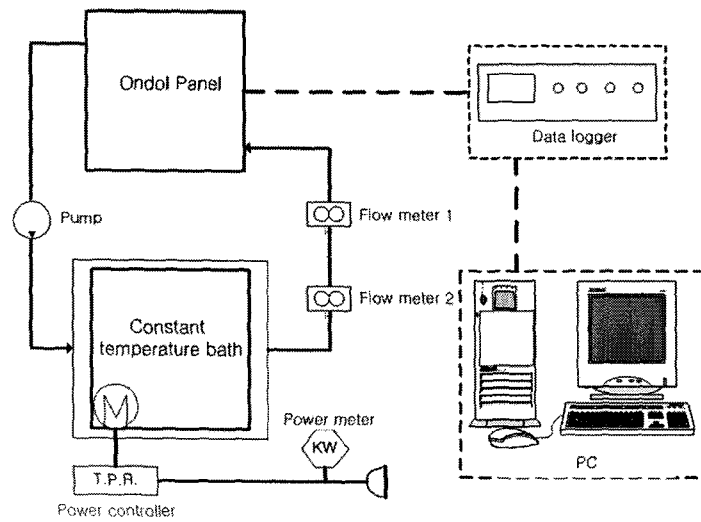 Ondol Panel
Data logger
Pump
Flow meter 1
Flow meter 2
Constant
temperature bath
M
Power meter
KW
T.P.R.
Power controller
PC